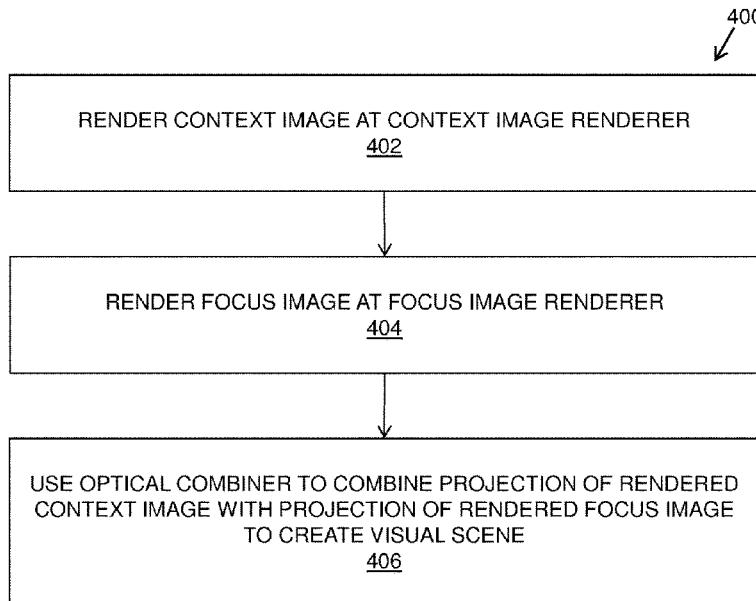 400
RENDER CONTEXT IMAGE AT CONTEXT IMAGE RENDERER
402
RENDER FOCUS IMAGE AT FOCUS IMAGE RENDERER
404
USE OPTICAL COMBINER TO COMBINE PROJECTION OF RENDERED
CONTEXT IMAGE WITH PROJECTION OF RENDERED FOCUS IMAGE
TO CREATE VISUAL SCENE
406